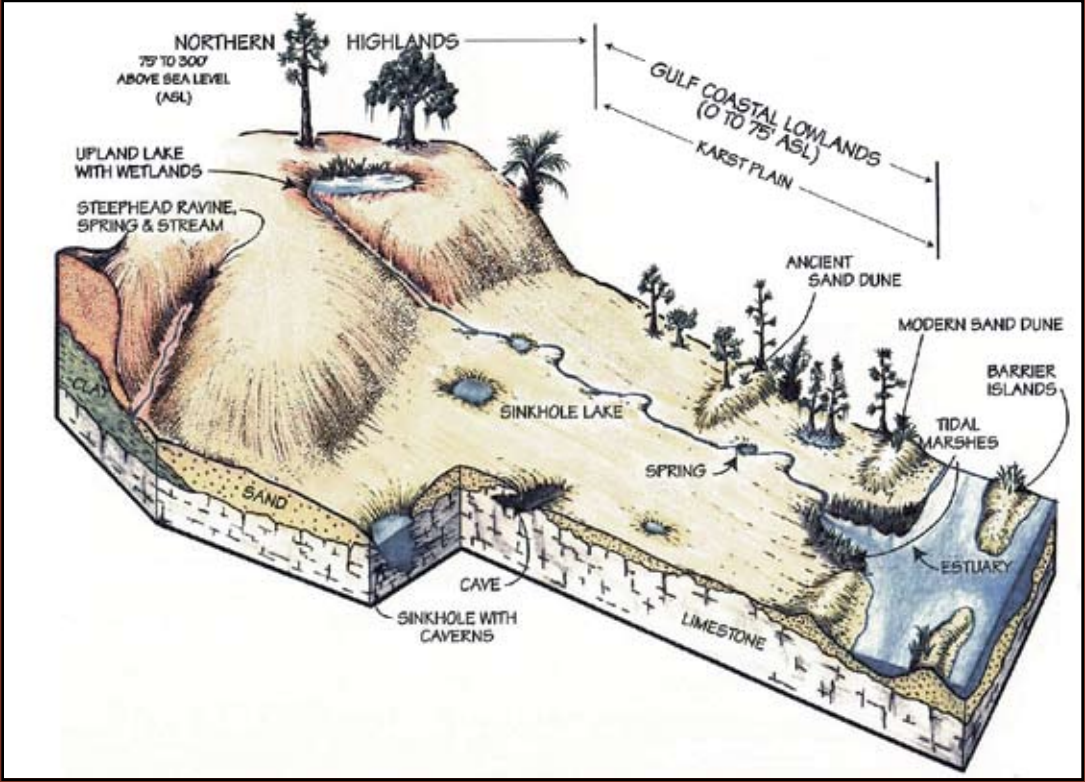 NORTHERN HIGHLANDS
75' TO 300'
ABOVE SEA LEVEL
(ASL)
GULF COASTAL LOWLANDS
(0 TO 75' ASL)
KARST PLAIN
UPLAND LAKE
WITH WETLANDS
STEEPHEAD RAVINE,
SPRING & STREAM
ANCIENT
SAND DUNE
MODERN SAND DUNE
BARRIER
ISLANDS
TIDAL
MARSHES
CLAY
SINKHOLE LAKE
SPRING
SAND
ESTUARY
CAVE
SINKHOLE WITH
CAVERNS
LIMESTONE